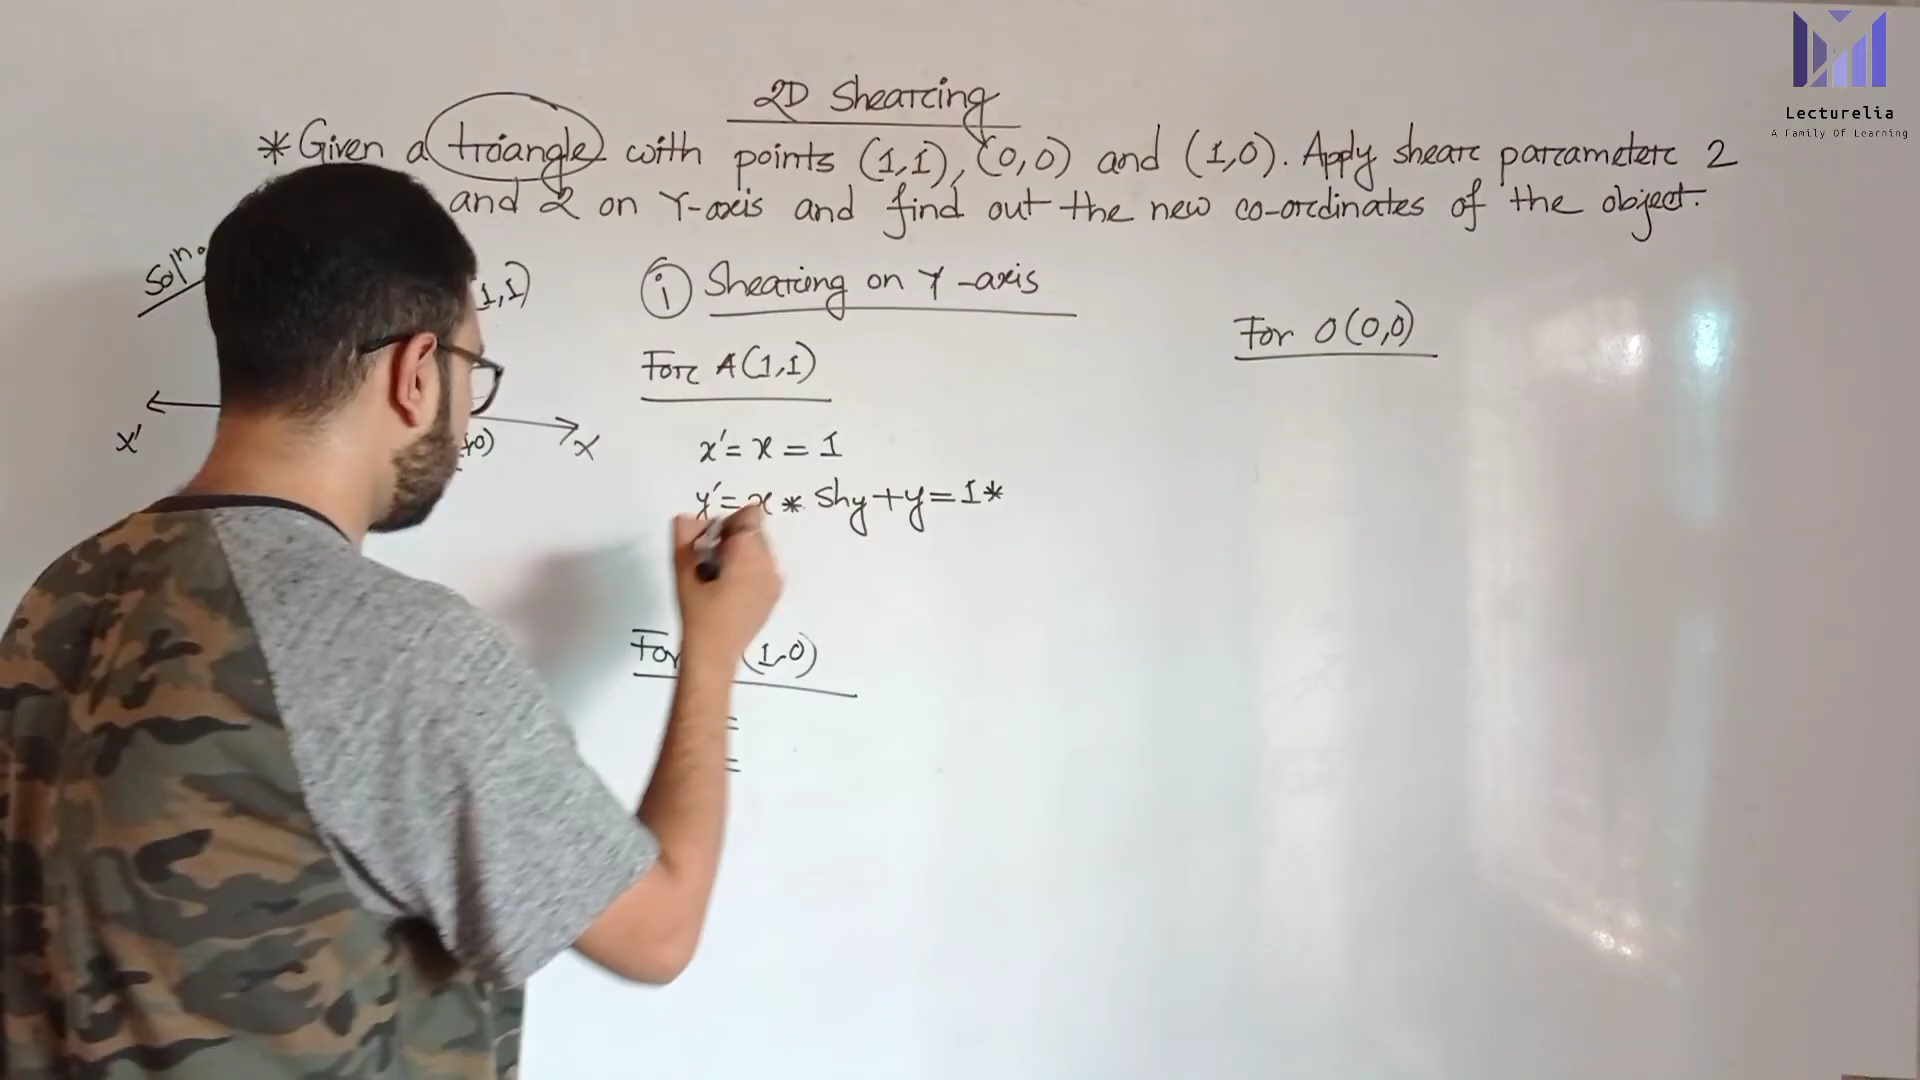 2D Shearing
*Given a triangle with points (1,1), (0,0) and (1,0). Apply shear parameter 2
and 2 on Y-axis and find out the new co-ordinates of the object.
Soln.
1,1)
X'
X
i Shearing on Y-axis
For A(1,1)
x' = x = 1
y' = x * Shy + y = 1*
For (1,0)
=
=
For O(0,0)
Lecturelia
A Family Of Learning